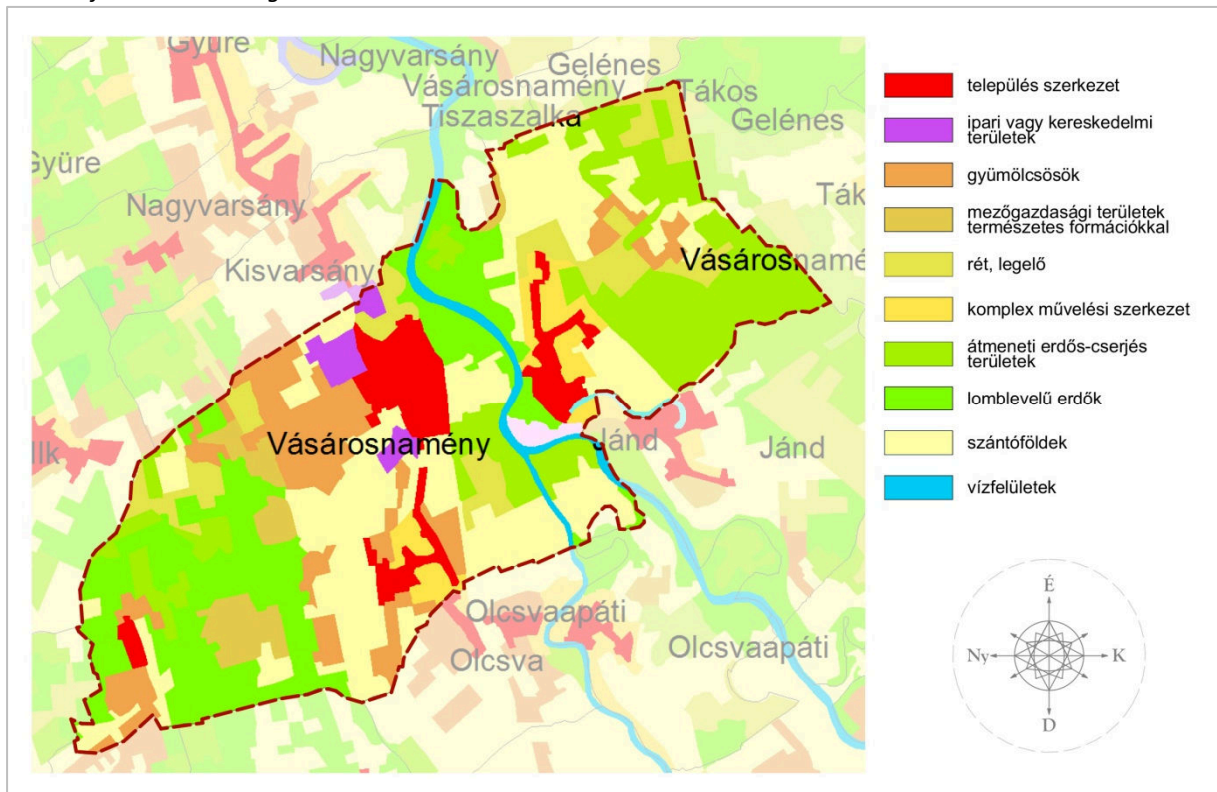 Gyüre
Nagyvarsány
Vásárosnamény
Tiszaszalka
Gelénes
Tákos
Gelénes
Gyüre
Nagyvarsány
Kisvarsány
Ták
Vásárosnamé
Ilk
Vásárosnamény
Jánd
Jánd
Olcsvaapáti
Olcsva
Olcsvaapáti
település szerkezet
ipari vagy kereskedelmi
területek
gyümölcsösök
mezőgazdasági területek
természetes formációkkal
rét, legelő
komplex művelési szerkezet
átmeneti erdős-cserjés
területek
lomblevelű erdők
szántóföldek
vízfelületek
É
Ny
K
D